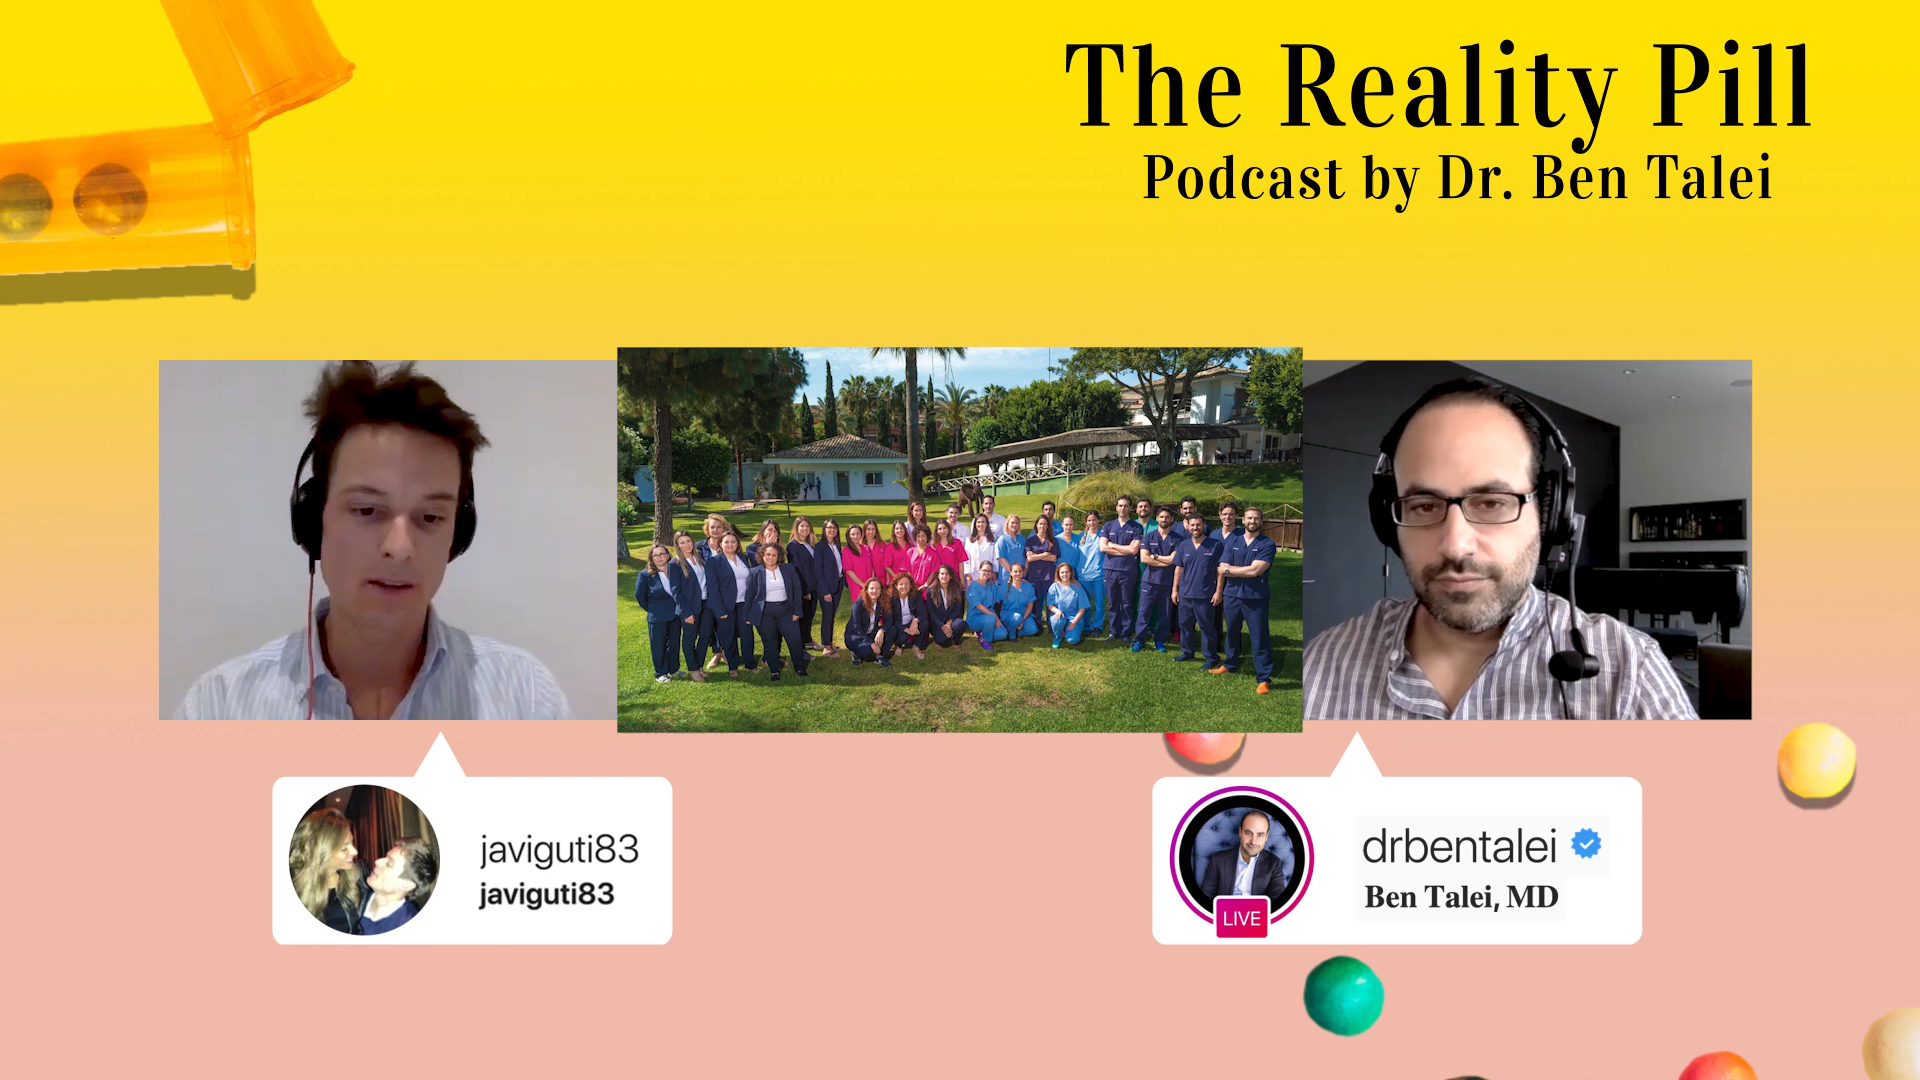 The Reality Pill
Podcast by Dr. Ben Talei
javiguti83
javiguti83
drbentalei
Ben Talei, MD
LIVE